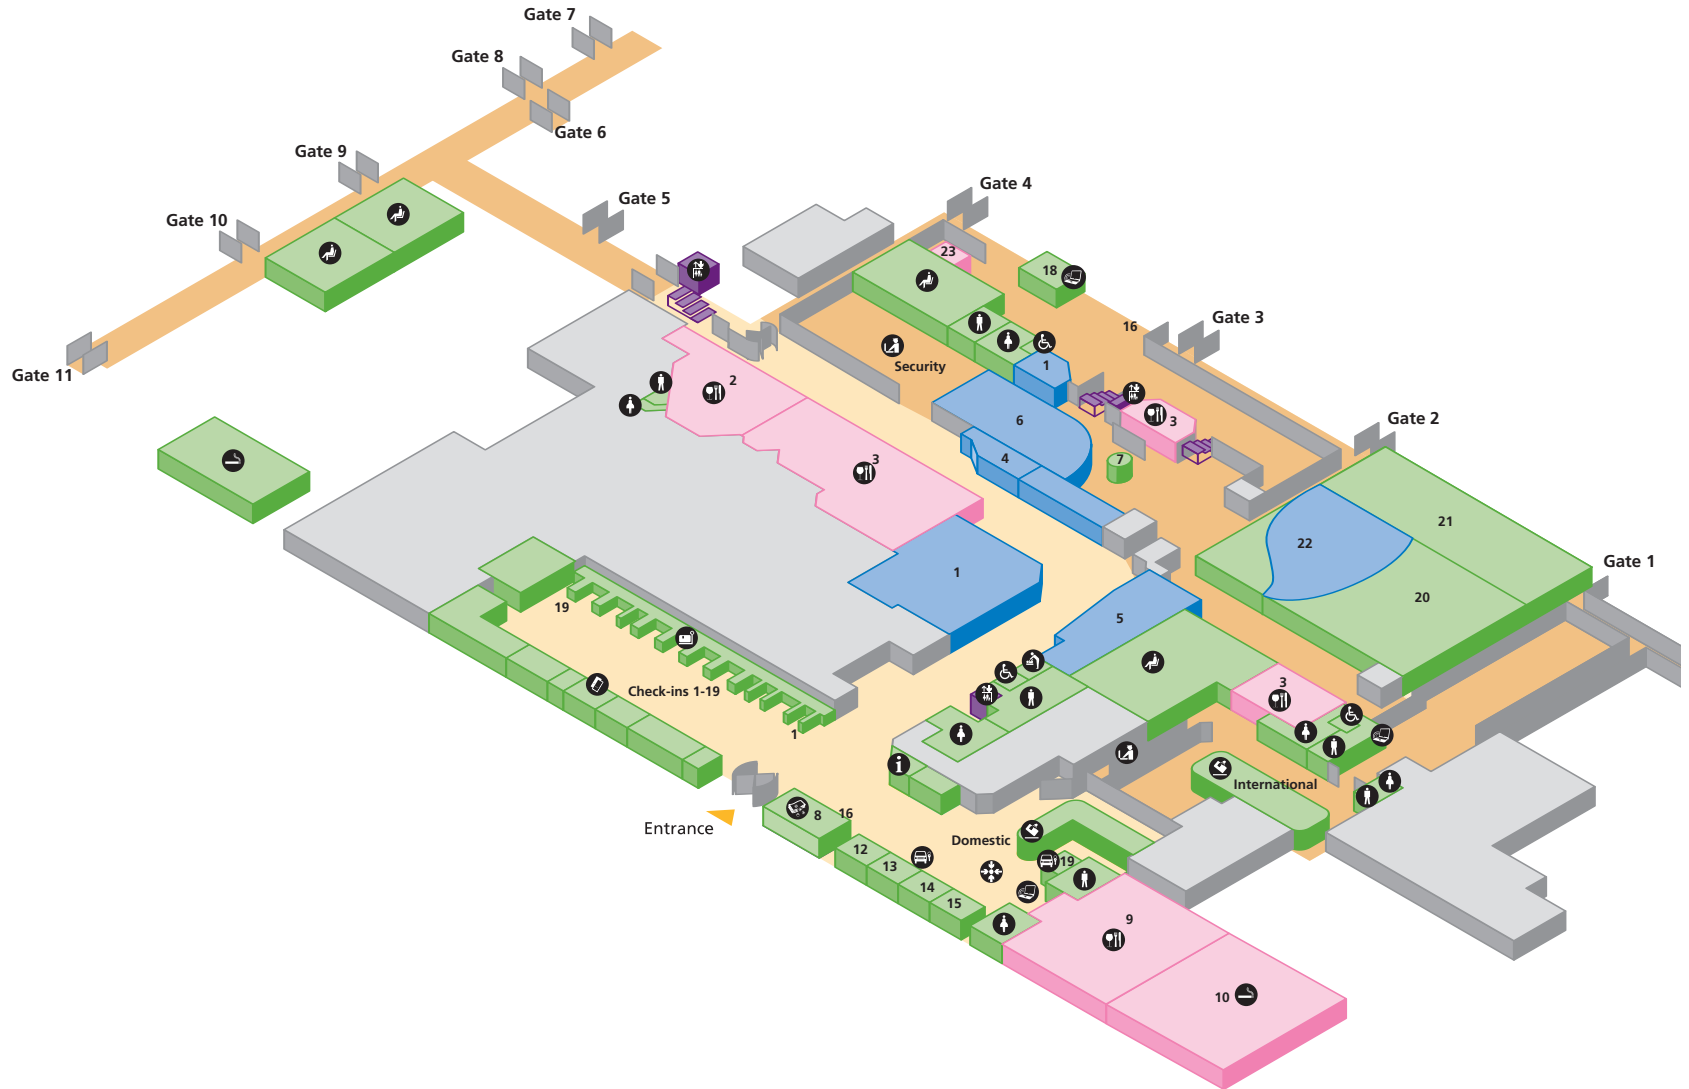 Gate 7
Gate 8
Gate 6
Gate 9
Gate 5
Gate 4
Gate 10
23
18
16
Gate 3
Gate 11
Security
1
2
3
6
3
Gate 2
4
7
21
22
1
Gate 1
20
19
5
Check-ins 1-19
3
1
i
International
Entrance
8
16
Domestic
12
13
19
14
15
9
10